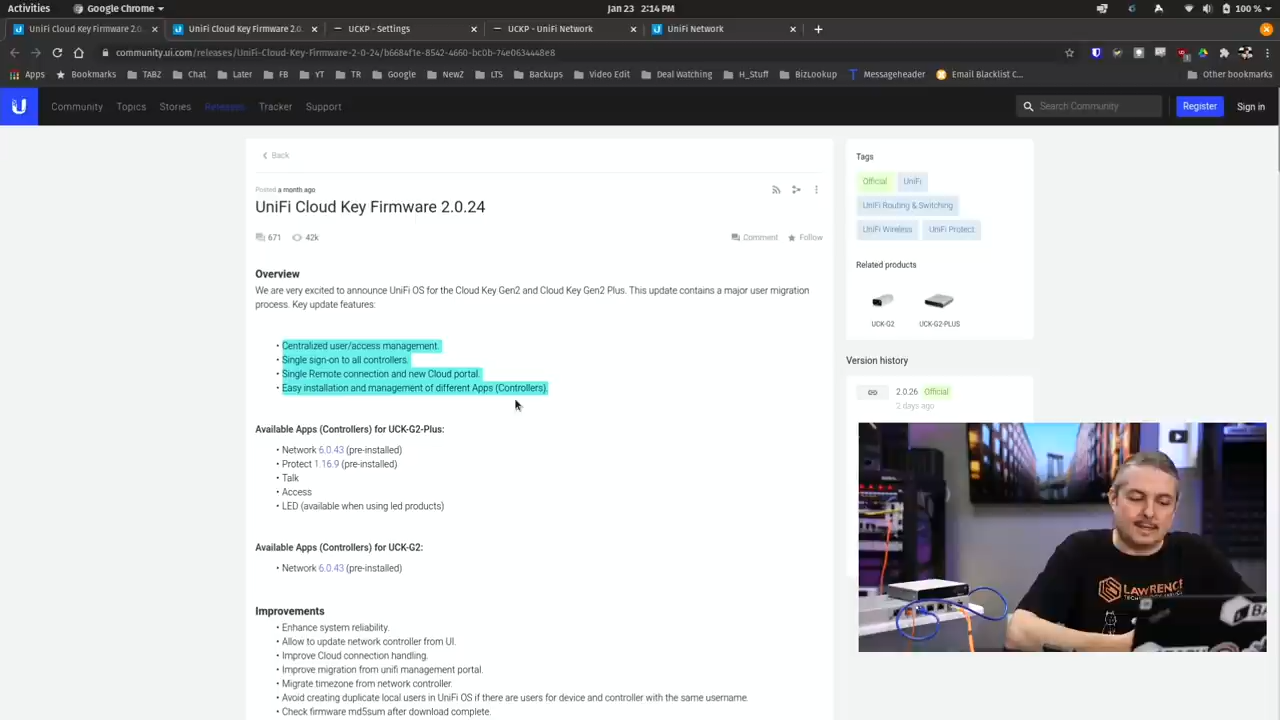 Activities
Google Chrome
Jan 23 2:14 PM
100 %
UniFi Cloud Key Firmware 2.0.
UniFi Cloud Key Firmware 2.0.
UCKP - Settings
UCKP - UniFi Network
UniFi Network
community.ui.com/releases/UniFi-Cloud-Key-Firmware-2-0-24/b6684f1e-8542-4660-bc0b-74e0634448e8
Apps
Bookmarks
TABZ
Chat
Later
FB
YT
TR
Google
NewZ
LTS
Backups
Video Edit
Deal Watching
H_Stuff
BizLookup
Messageheader
Email Blacklist C...
Other bookmarks
Community
Topics
Stories
Releases
Tracker
Support
Search Community
Register
Sign in
Back
Posted a month ago
UniFi Cloud Key Firmware 2.0.24
671
42k
Comment
Follow
Overview
We are very excited to announce UniFi OS for the Cloud Key Gen2 and Cloud Key Gen2 Plus. This update contains a major user migration
process. Key update features:
• Centralized user/access management.
• Single sign-on to all controllers.
• Single Remote connection and new Cloud portal.
• Easy installation and management of different Apps (Controllers).
Available Apps (Controllers) for UCK-G2-Plus:
• Network 6.0.43 (pre-installed)
• Protect 1.16.9 (pre-installed)
• Talk
• Access
• LED (available when using led products)
Available Apps (Controllers) for UCK-G2:
• Network 6.0.43 (pre-installed)
Improvements
• Enhance system reliability.
• Allow to update network controller from UI.
• Improve Cloud connection handling.
• Improve migration from unifi management portal.
• Migrate timezone from network controller.
• Avoid creating duplicate local users in UniFi OS if there are users for device and controller with the same username.
• Check firmware md5sum after download complete.
Tags
Official
UniFi
UniFi Routing & Switching
UniFi Wireless
UniFi Protect
Related products
UCK-G2
UCK-G2-PLUS
Version history
2.0.26 Official
2 days ago
LAWRENCE